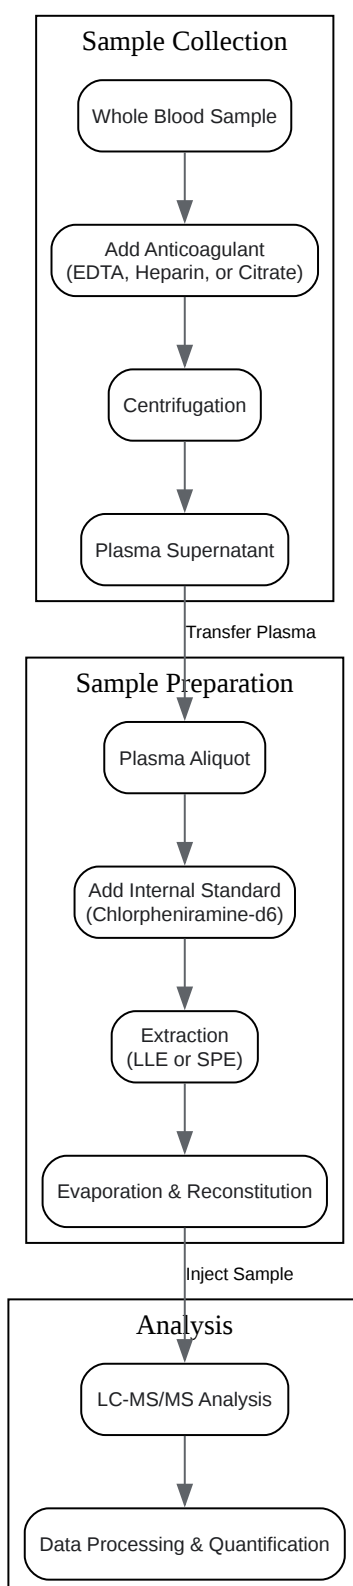 Sample Collection
Whole Blood Sample
Add Anticoagulant
(EDTA, Heparin, or Citrate)
Centrifugation
Plasma Supernatant
Transfer Plasma
Sample Preparation
Plasma Aliquot
Add Internal Standard
(Chlorpheniramine-d6)
Extraction
(LLE or SPE)
Evaporation & Reconstitution
Inject Sample
Analysis
LC-MS/MS Analysis
Data Processing & Quantification